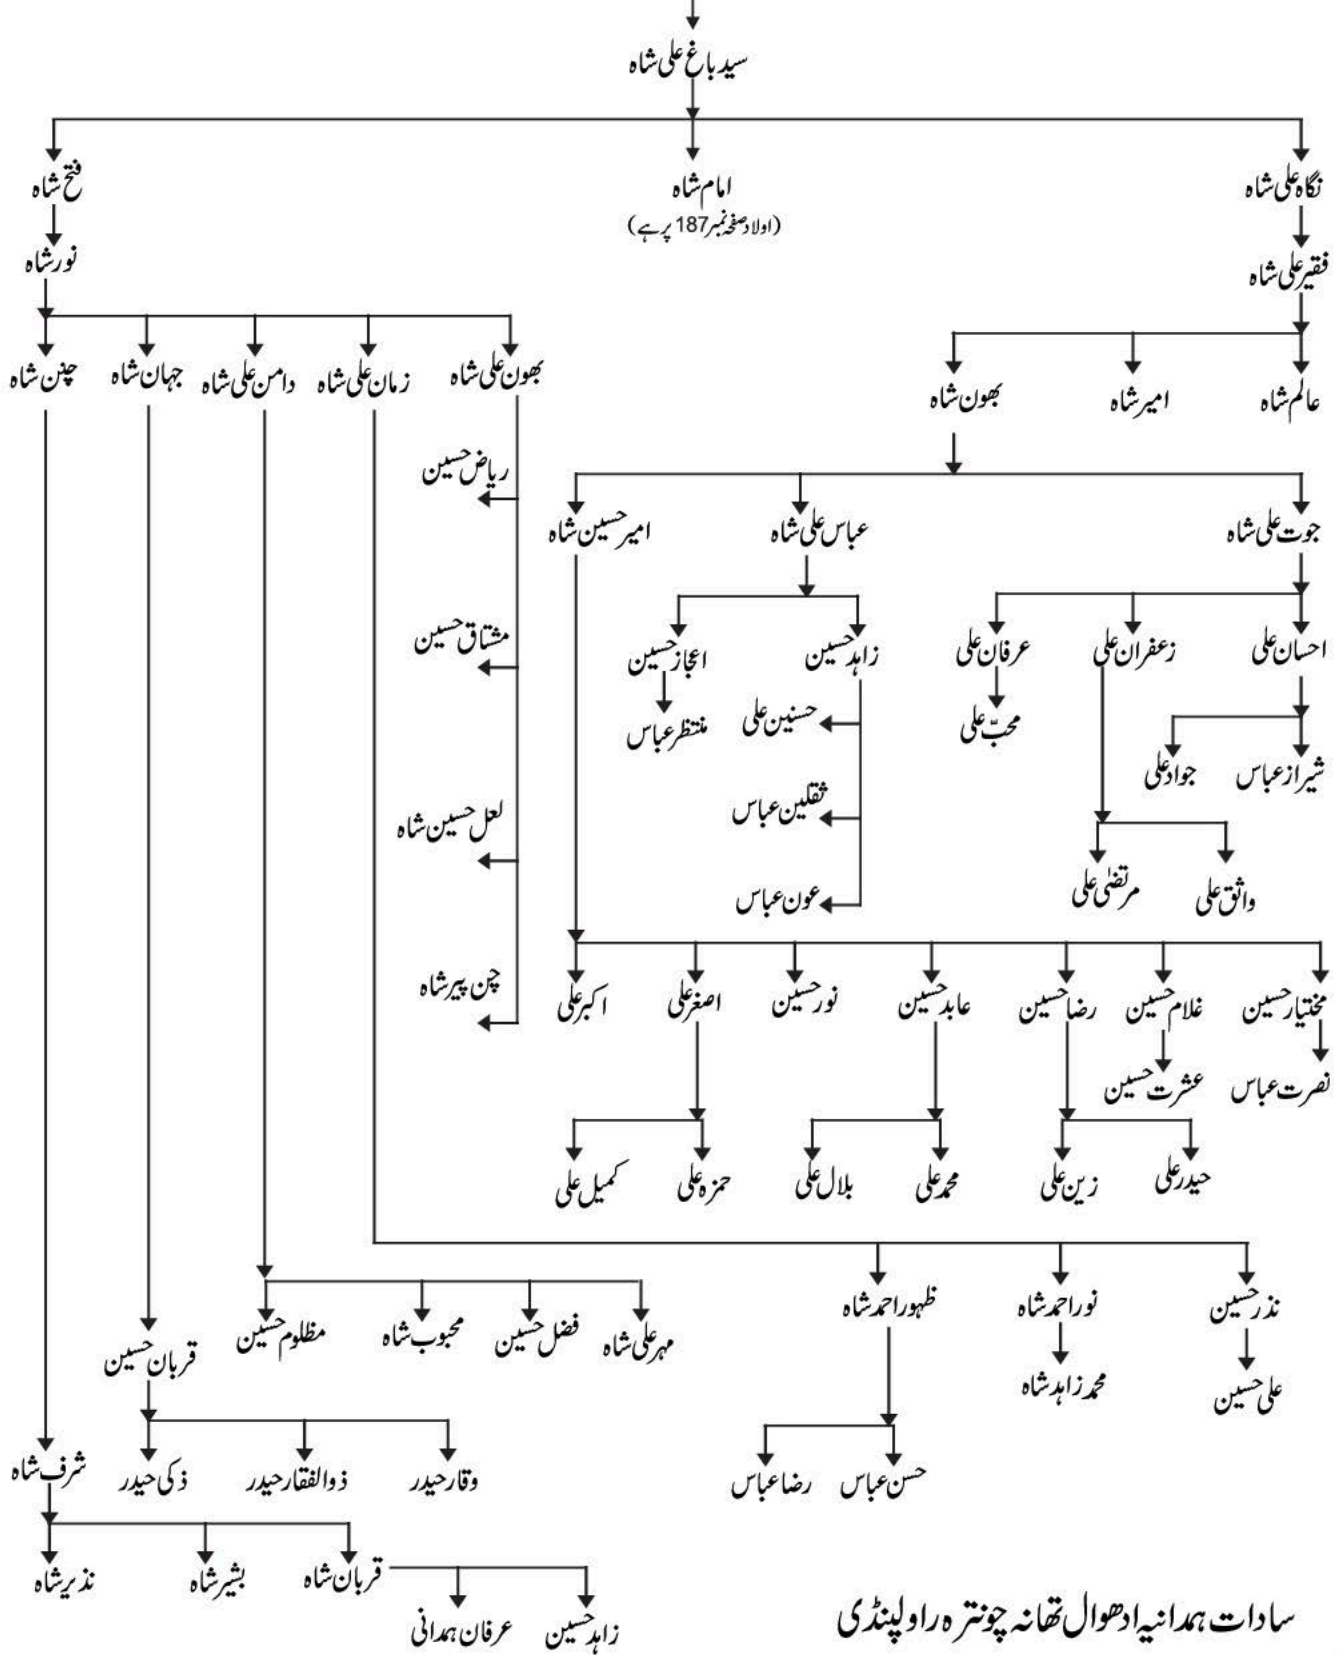 سید باغ علی شاہ
نگاہ علی شاہ
امام شاہ
فتح شاہ
(اولاد صفحہ نمبر 187 پر ہے)
فقیر علی شاہ
نور شاہ
عالم شاہ
امیر شاہ
بھون شاہ
بھون علی شاہ
زمان علی شاہ
دامن علی شاہ
جہان شاہ
چنن شاہ
ریاض حسین
مشتاق حسین
لعل حسین شاہ
چن پیر شاہ
جوت علی شاہ
عباس علی شاہ
امیر حسین شاہ
احسان علی
زعفران علی
عرفان علی
زاہد حسین
اعجاز حسین
محبّ علی
حسنین علی
منتظر عباس
شیراز عباس
جواد علی
ثقلین عباس
واثق علی
مرتضیٰ علی
عون عباس
مختیار حسین
غلام حسین
رضا حسین
عابد حسین
نور حسین
اصغر علی
اکبر علی
نصرت عباس
عشرت حسین
حیدر علی
زین علی
محمد علی
بلال علی
حمزہ علی
کمیل علی
نذر حسین
نور احمد شاہ
ظہور احمد شاہ
مہر علی شاہ
فضل حسین
محبوب شاہ
مظلوم حسین
قربان حسین
علی حسین
محمد زاہد شاہ
حسن عباس
رضا عباس
وقار حیدر
ذوالفقار حیدر
ذکی حیدر
شرف شاہ
قربان شاہ
بشیر شاہ
نذیر شاہ
زاہد حسین
عرفان ہمدانی
سادات ہمدانیہ ادھوال تھانہ چونترہ راولپنڈی